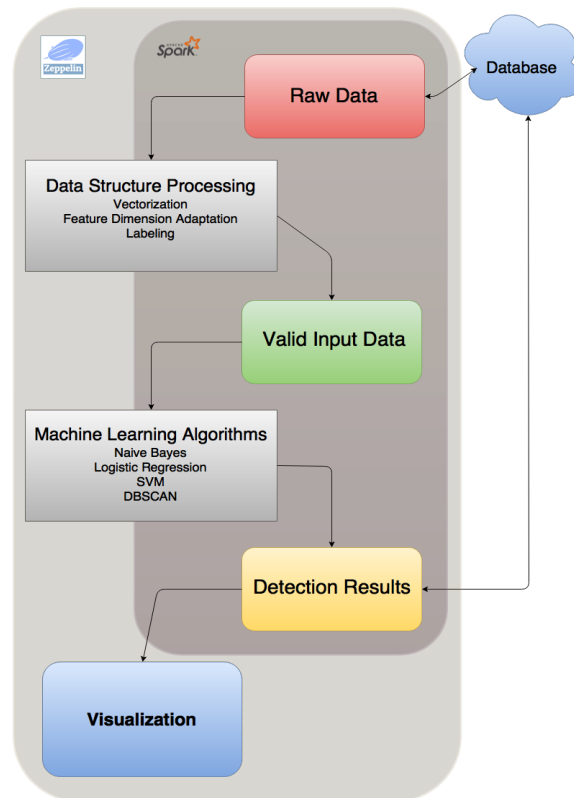 Zeppelin
APACHE
Spark
Raw Data
Database
Data Structure Processing
Vectorization
Feature Dimension Adaptation
Labeling
Valid Input Data
Machine Learning Algorithms
Naive Bayes
Logistic Regression
SVM
DBSCAN
Detection Results
Visualization